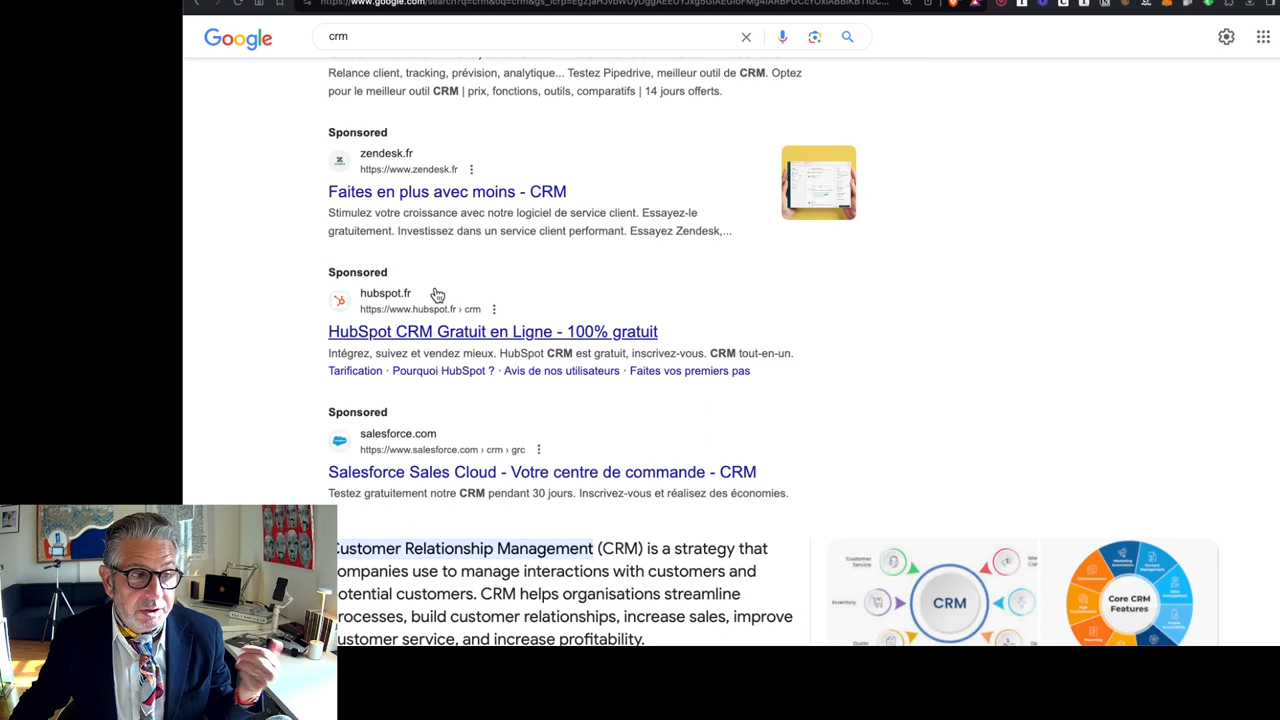 Google
crm
Relance client, tracking, prévision, analytique... Testez Pipedrive, meilleur outil de CRM. Optez
pour le meilleur outil CRM | prix, fonctions, outils, comparatifs | 14 jours offerts.
Sponsored
zendesk.fr
https://www.zendesk.fr
Faites en plus avec moins - CRM
Stimulez votre croissance avec notre logiciel de service client. Essayez-le
gratuitement. Investissez dans un service client performant. Essayez Zendesk,...
Sponsored
hubspot.fr
https://www.hubspot.fr › crm
HubSpot CRM Gratuit en Ligne - 100% gratuit
Intégrez, suivez et vendez mieux. HubSpot CRM est gratuit, inscrivez-vous. CRM tout-en-un.
Tarification · Pourquoi HubSpot ? · Avis de nos utilisateurs · Faites vos premiers pas
Sponsored
salesforce.com
https://www.salesforce.com › crm › grc
Salesforce Sales Cloud - Votre centre de commande - CRM
Testez gratuitement notre CRM pendant 30 jours. Inscrivez-vous et réalisez des économies.
Customer Relationship Management (CRM) is a strategy that
companies use to manage interactions with customers and
potential customers. CRM helps organisations streamline
processes, build customer relationships, increase sales, improve
customer service, and increase profitability.
Customer
Service
Inventory
CRM
Core CRM
Features